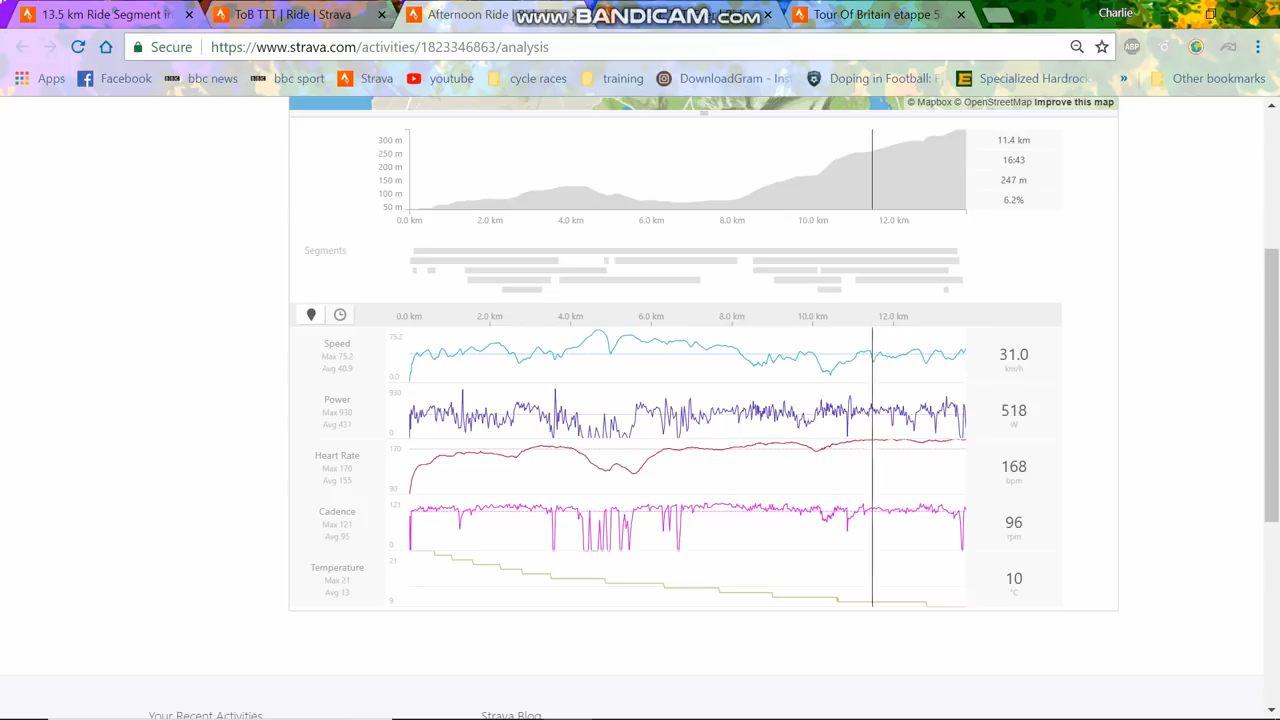 13.5 km Ride Segment in
ToB TTT | Ride | Strava
Afternoon Ride |
Tour Of Britain etappe 5
www.BANDICAM.com
Charlie
Secure
https://www.strava.com/activities/1823346863/analysis
ABP
Apps
Facebook
bbc news
bbc sport
Strava
youtube
cycle races
training
DownloadGram - Ins
Doping in Football: F
Specialized Hardrock
»
Other bookmarks
© Mapbox © OpenStreetMap Improve this map
300 m
250 m
200 m
150 m
100 m
50 m
11.4 km
16:43
247 m
6.2%
0.0 km 2.0 km 4.0 km 6.0 km 8.0 km 10.0 km 12.0 km
Segments
0.0 km 2.0 km 4.0 km 6.0 km 8.0 km 10.0 km 12.0 km
Speed
Max 75.2
Avg 40.9
75.2
0.0
31.0
km/h
Power
Max 930
Avg 431
930
0
518
W
Heart Rate
Max 170
Avg 155
170
90
168
bpm
Cadence
Max 121
Avg 95
121
0
96
rpm
Temperature
Max 21
Avg 13
21
9
10
°C
Your Recent Activities
Strava Blog